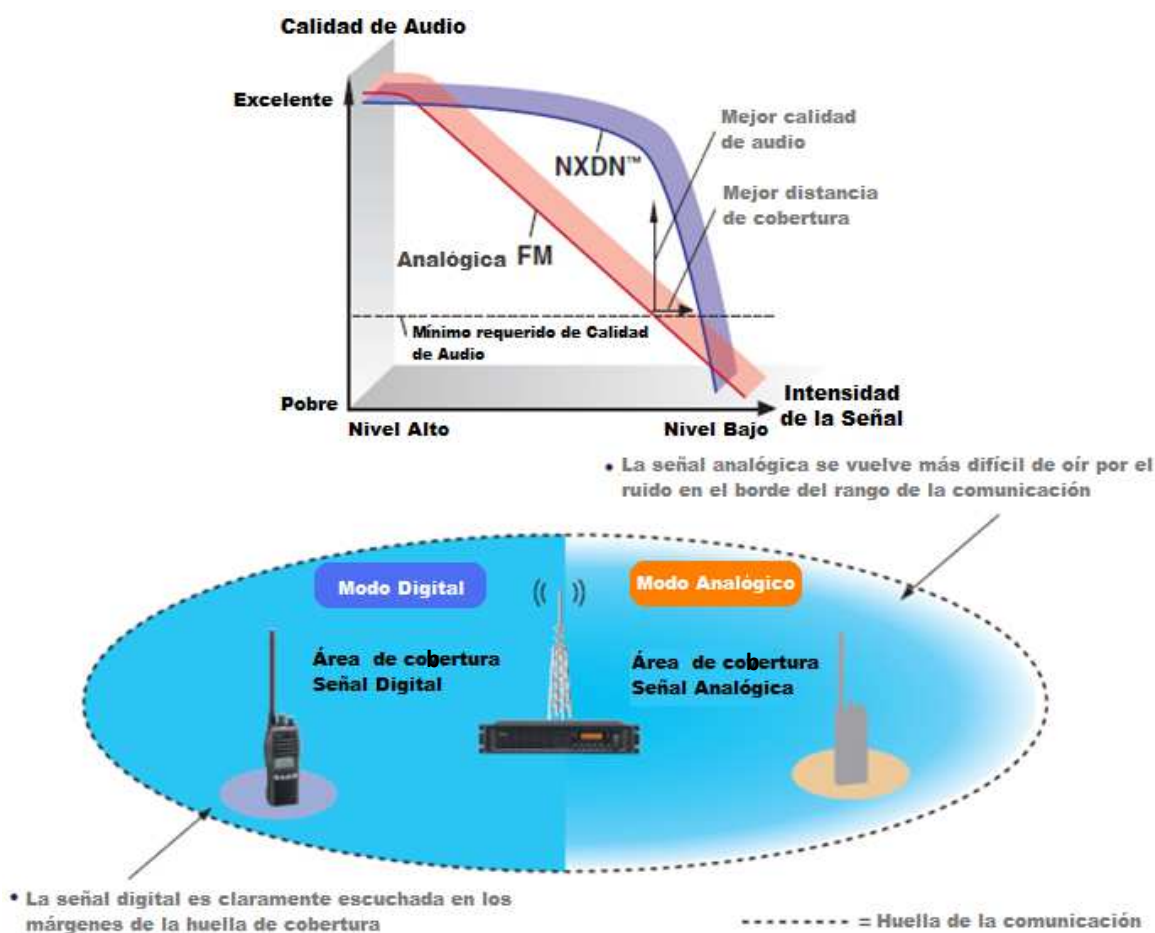 Calidad de Audio
Excelente
Mejor calidad
de audio
NXDN™
Mejor distancia
de cobertura
Analógica FM
Mínimo requerido de Calidad
de Audio
Pobre
Intensidad
de la Señal
Nivel Alto
Nivel Bajo
• La señal analógica se vuelve más difícil de oír por el
ruido en el borde del rango de la comunicación
Modo Digital
Modo Analógico
Área de cobertura
Señal Digital
Área de cobertura
Señal Analógica
• La señal digital es claramente escuchada en los
márgenes de la huella de cobertura
= Huella de la comunicación